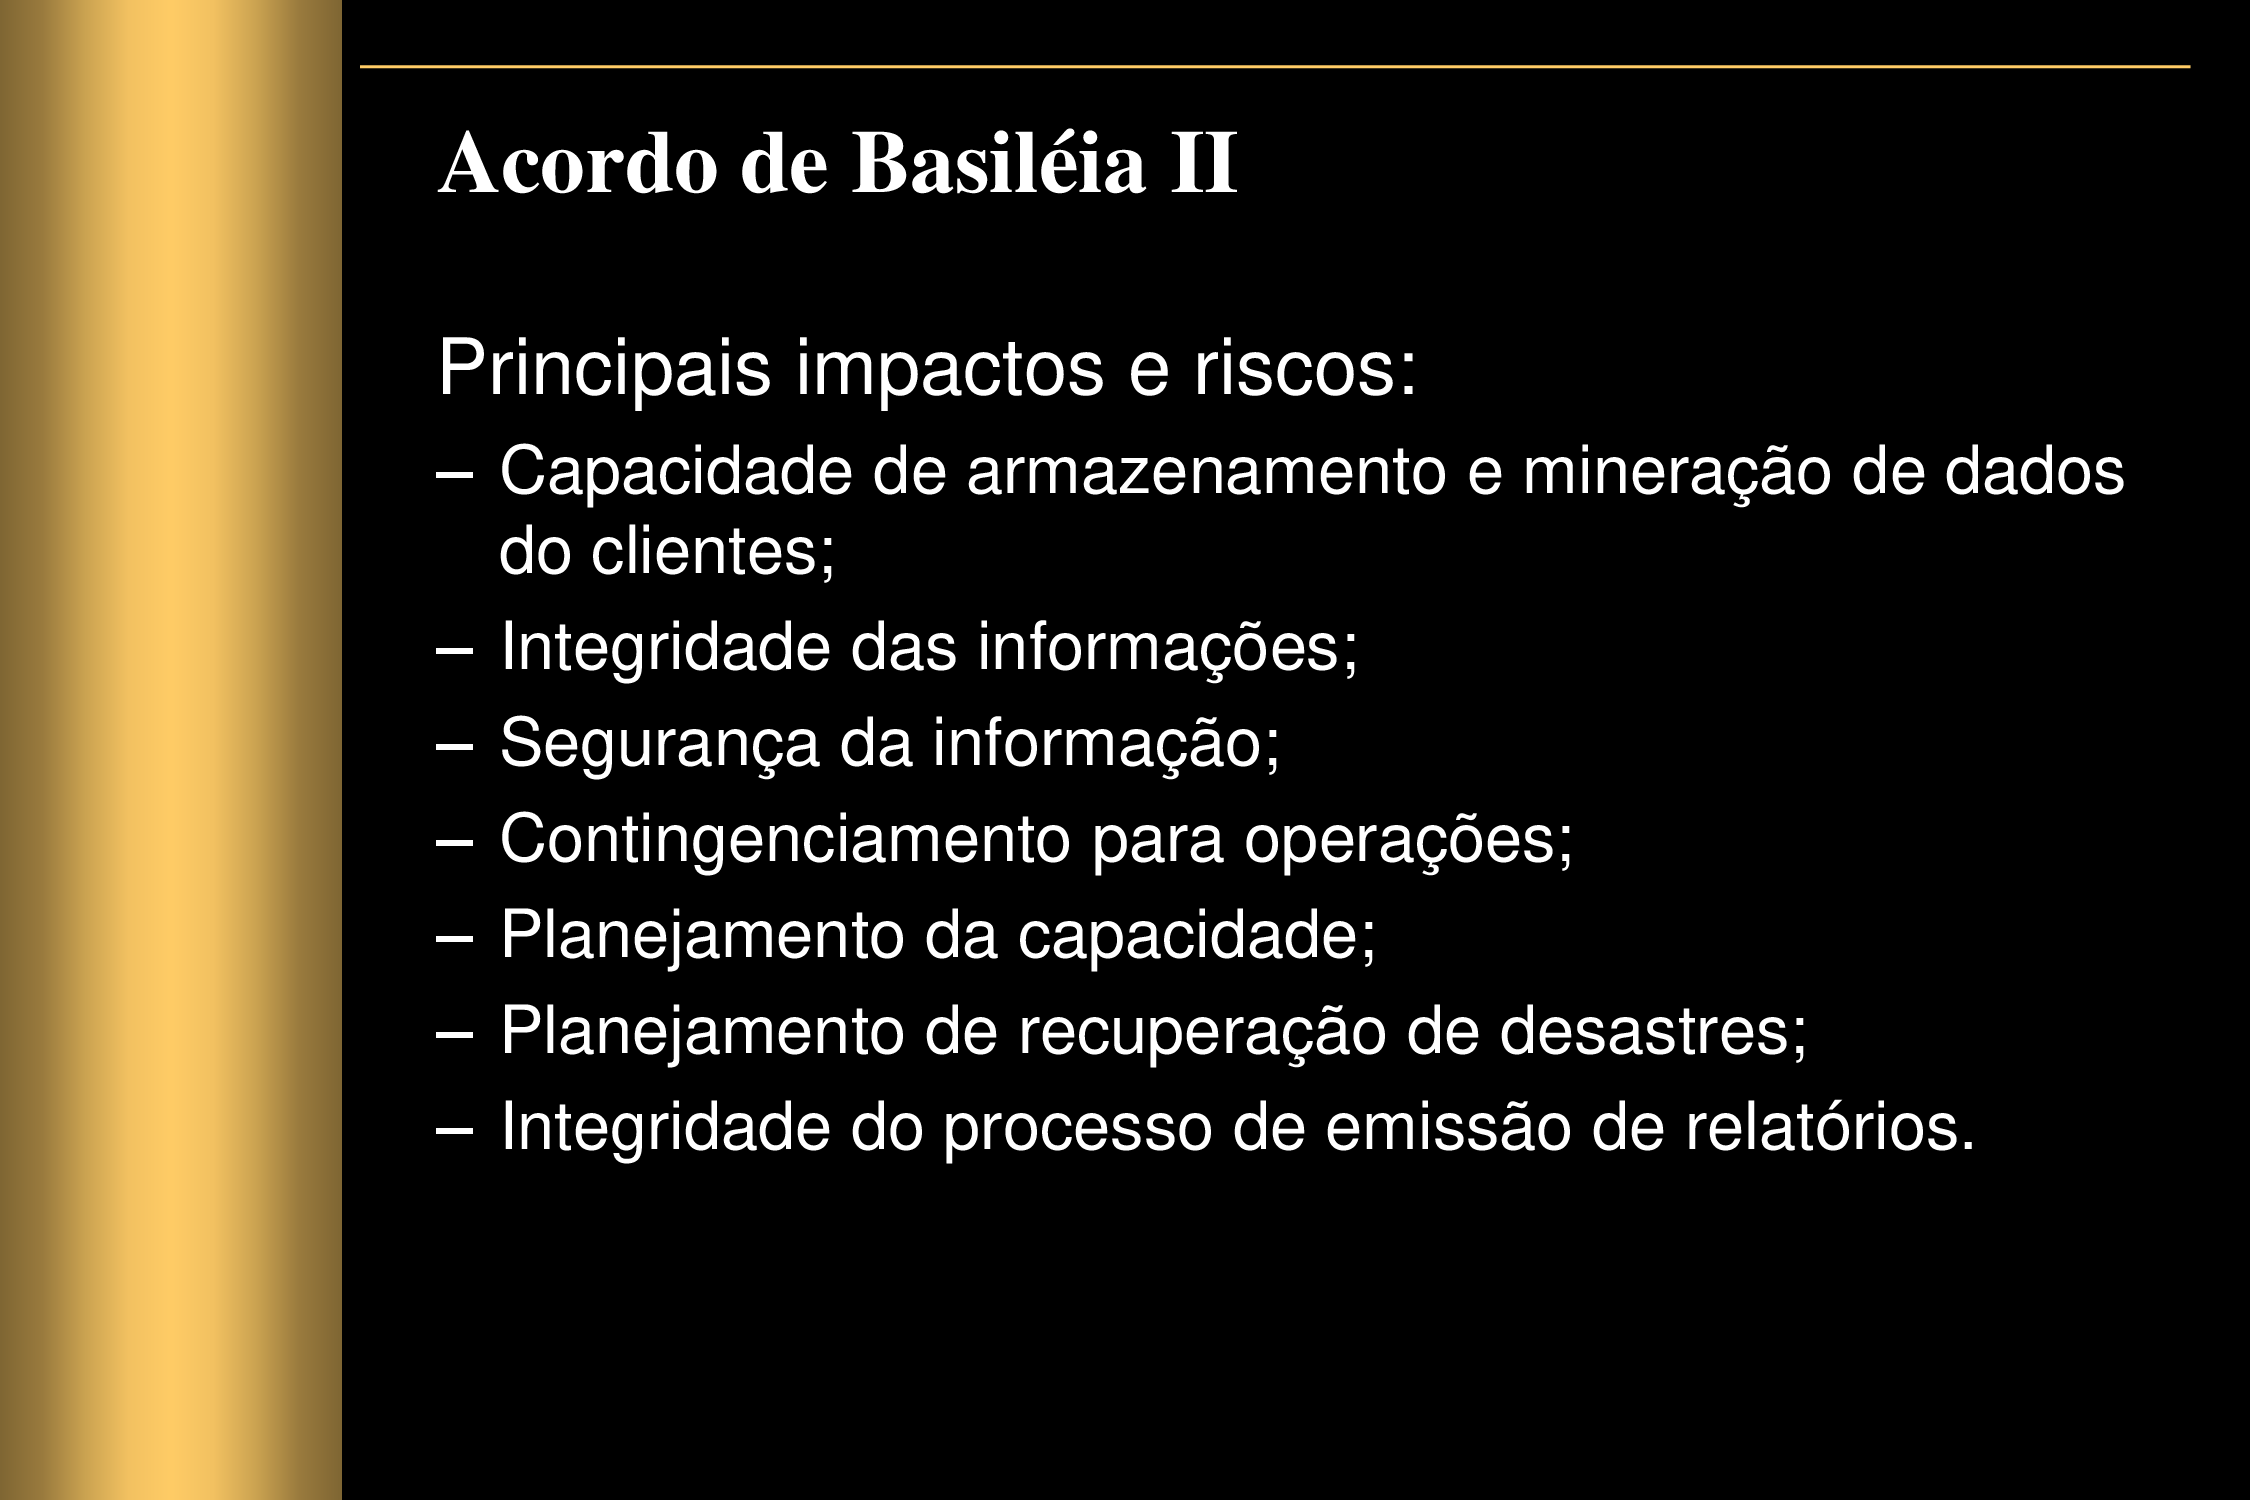 Acordo de Basiléia II
Principais impactos e riscos:
– Capacidade de armazenamento e mineração de dados
do clientes;
– Integridade das informações;
– Segurança da informação;
– Contingenciamento para operações;
– Planejamento da capacidade;
– Planejamento de recuperação de desastres;
– Integridade do processo de emissão de relatórios.